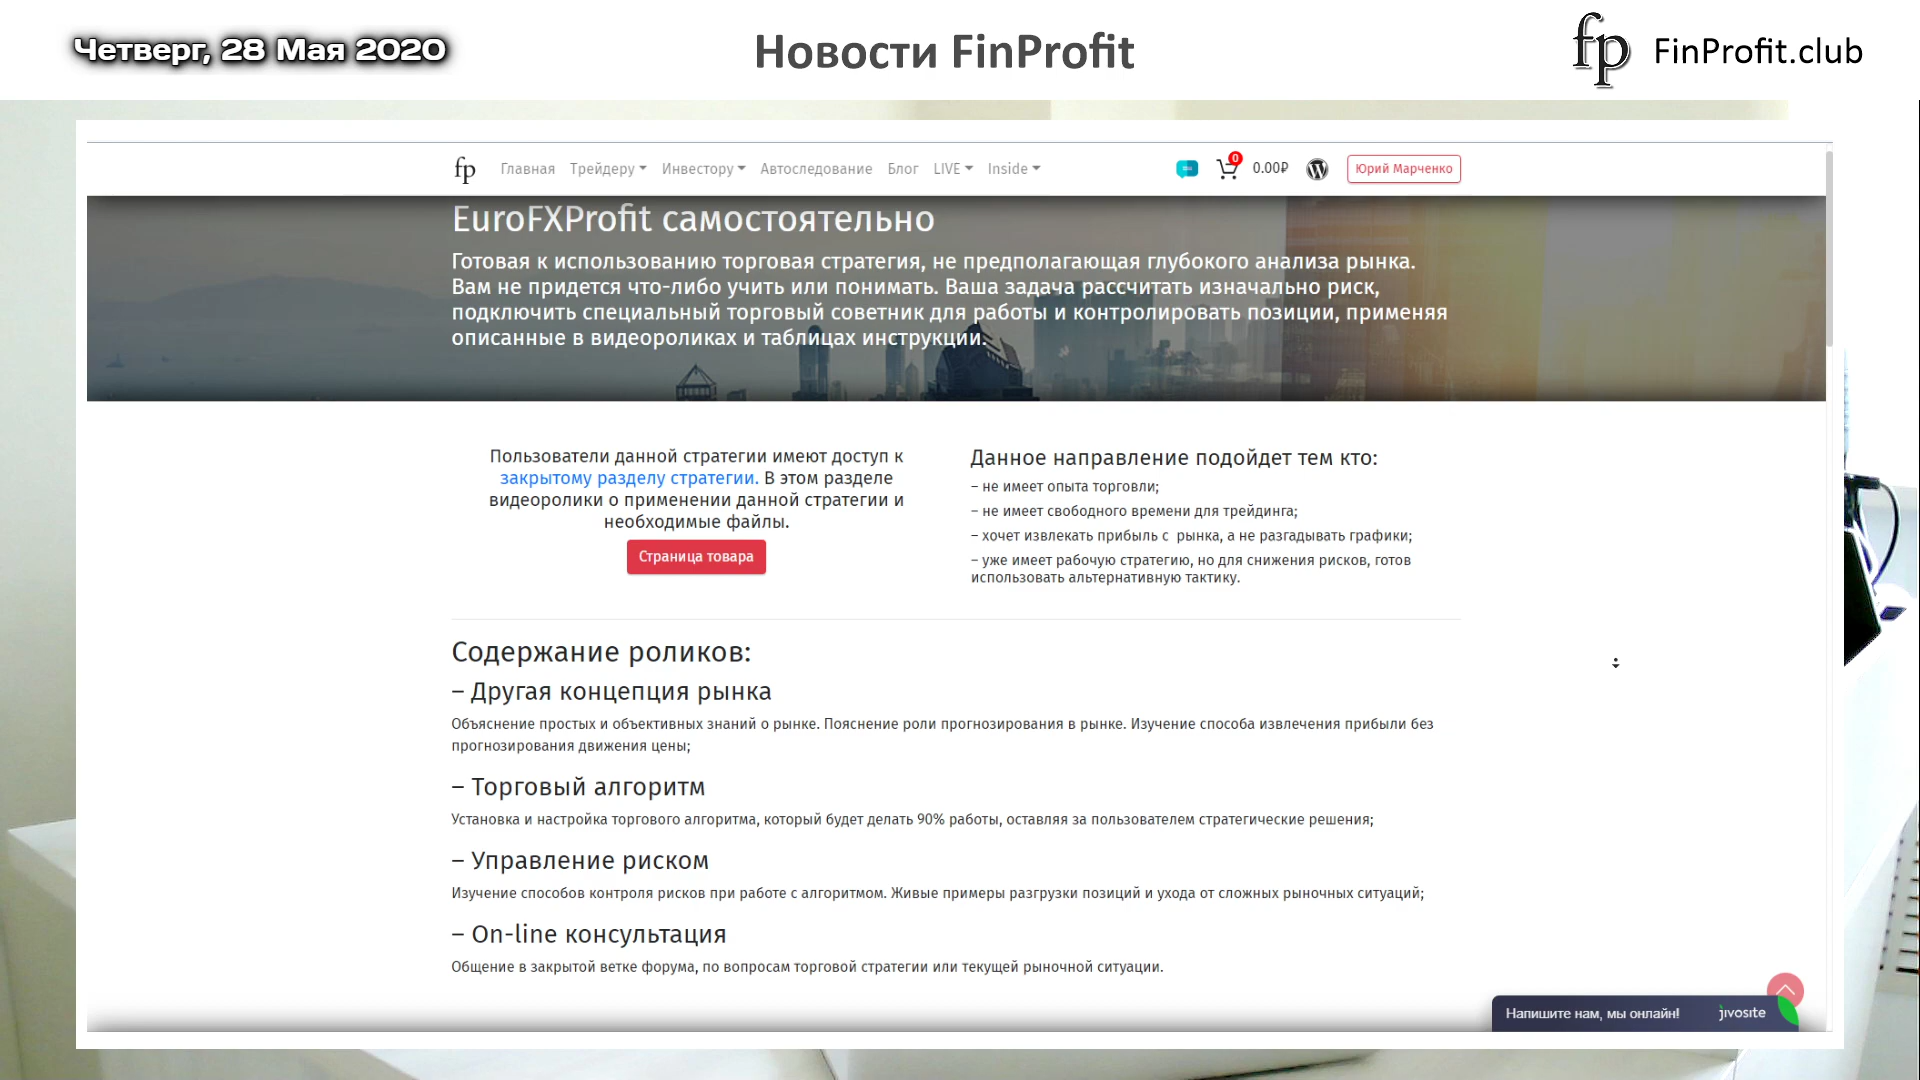 Четверг, 28 Мая 2020
Новости FinProfit
fp FinProfit.club
fp Главная Трейдеру Инвестору Автоследование Блог LIVE Inside 0 0.00₽ Юрий Марченко
EuroFXProfit самостоятельно
Готовая к использованию торговая стратегия, не предполагающая глубокого анализа рынка.
Вам не придется что-либо учить или понимать. Ваша задача рассчитать изначально риск,
подключить специальный торговый советник для работы и контролировать позиции, применяя
описанные в видеороликах и таблицах инструкции.
Пользователи данной стратегии имеют доступ к
закрытому разделу стратегии. В этом разделе
видеоролики о применении данной стратегии и
необходимые файлы.
Страница товара
Данное направление подойдет тем кто:
– не имеет опыта торговли;
– не имеет свободного времени для трейдинга;
– хочет извлекать прибыль с рынка, а не разгадывать графики;
– уже имеет рабочую стратегию, но для снижения рисков, готов
использовать альтернативную тактику.
Содержание роликов:
– Другая концепция рынка
Объяснение простых и объективных знаний о рынке. Пояснение роли прогнозирования в рынке. Изучение способа извлечения прибыли без
прогнозирования движения цены;
– Торговый алгоритм
Установка и настройка торгового алгоритма, который будет делать 90% работы, оставляя за пользователем стратегические решения;
– Управление риском
Изучение способов контроля рисков при работе с алгоритмом. Живые примеры разгрузки позиций и ухода от сложных рыночных ситуаций;
– On-line консультация
Общение в закрытой ветке форума, по вопросам торговой стратегии или текущей рыночной ситуации.
Напишите нам, мы онлайн! jivosite